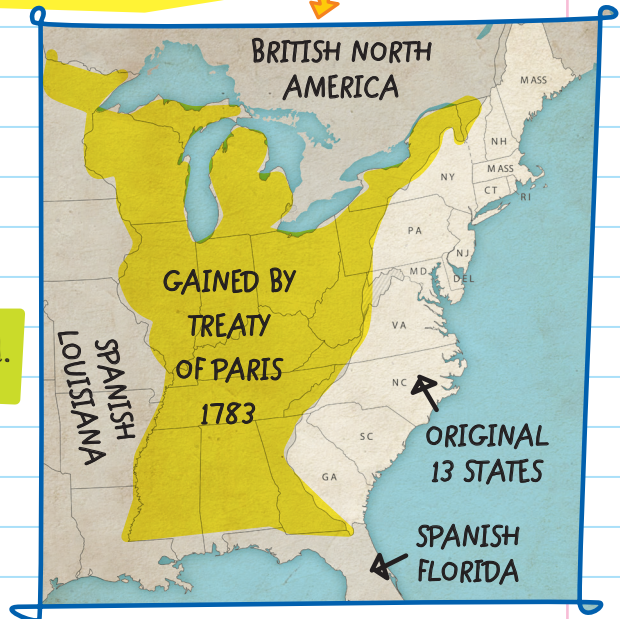 BRITISH NORTH
AMERICA
MASS
NH
MASS
NY
CT
RI
PA
NJ
MD
DEL
GAINED BY
TREATY
OF PARIS
1783
VA
SPANISH
LOUISIANA
NC
ORIGINAL
13 STATES
SC
GA
SPANISH
FLORIDA